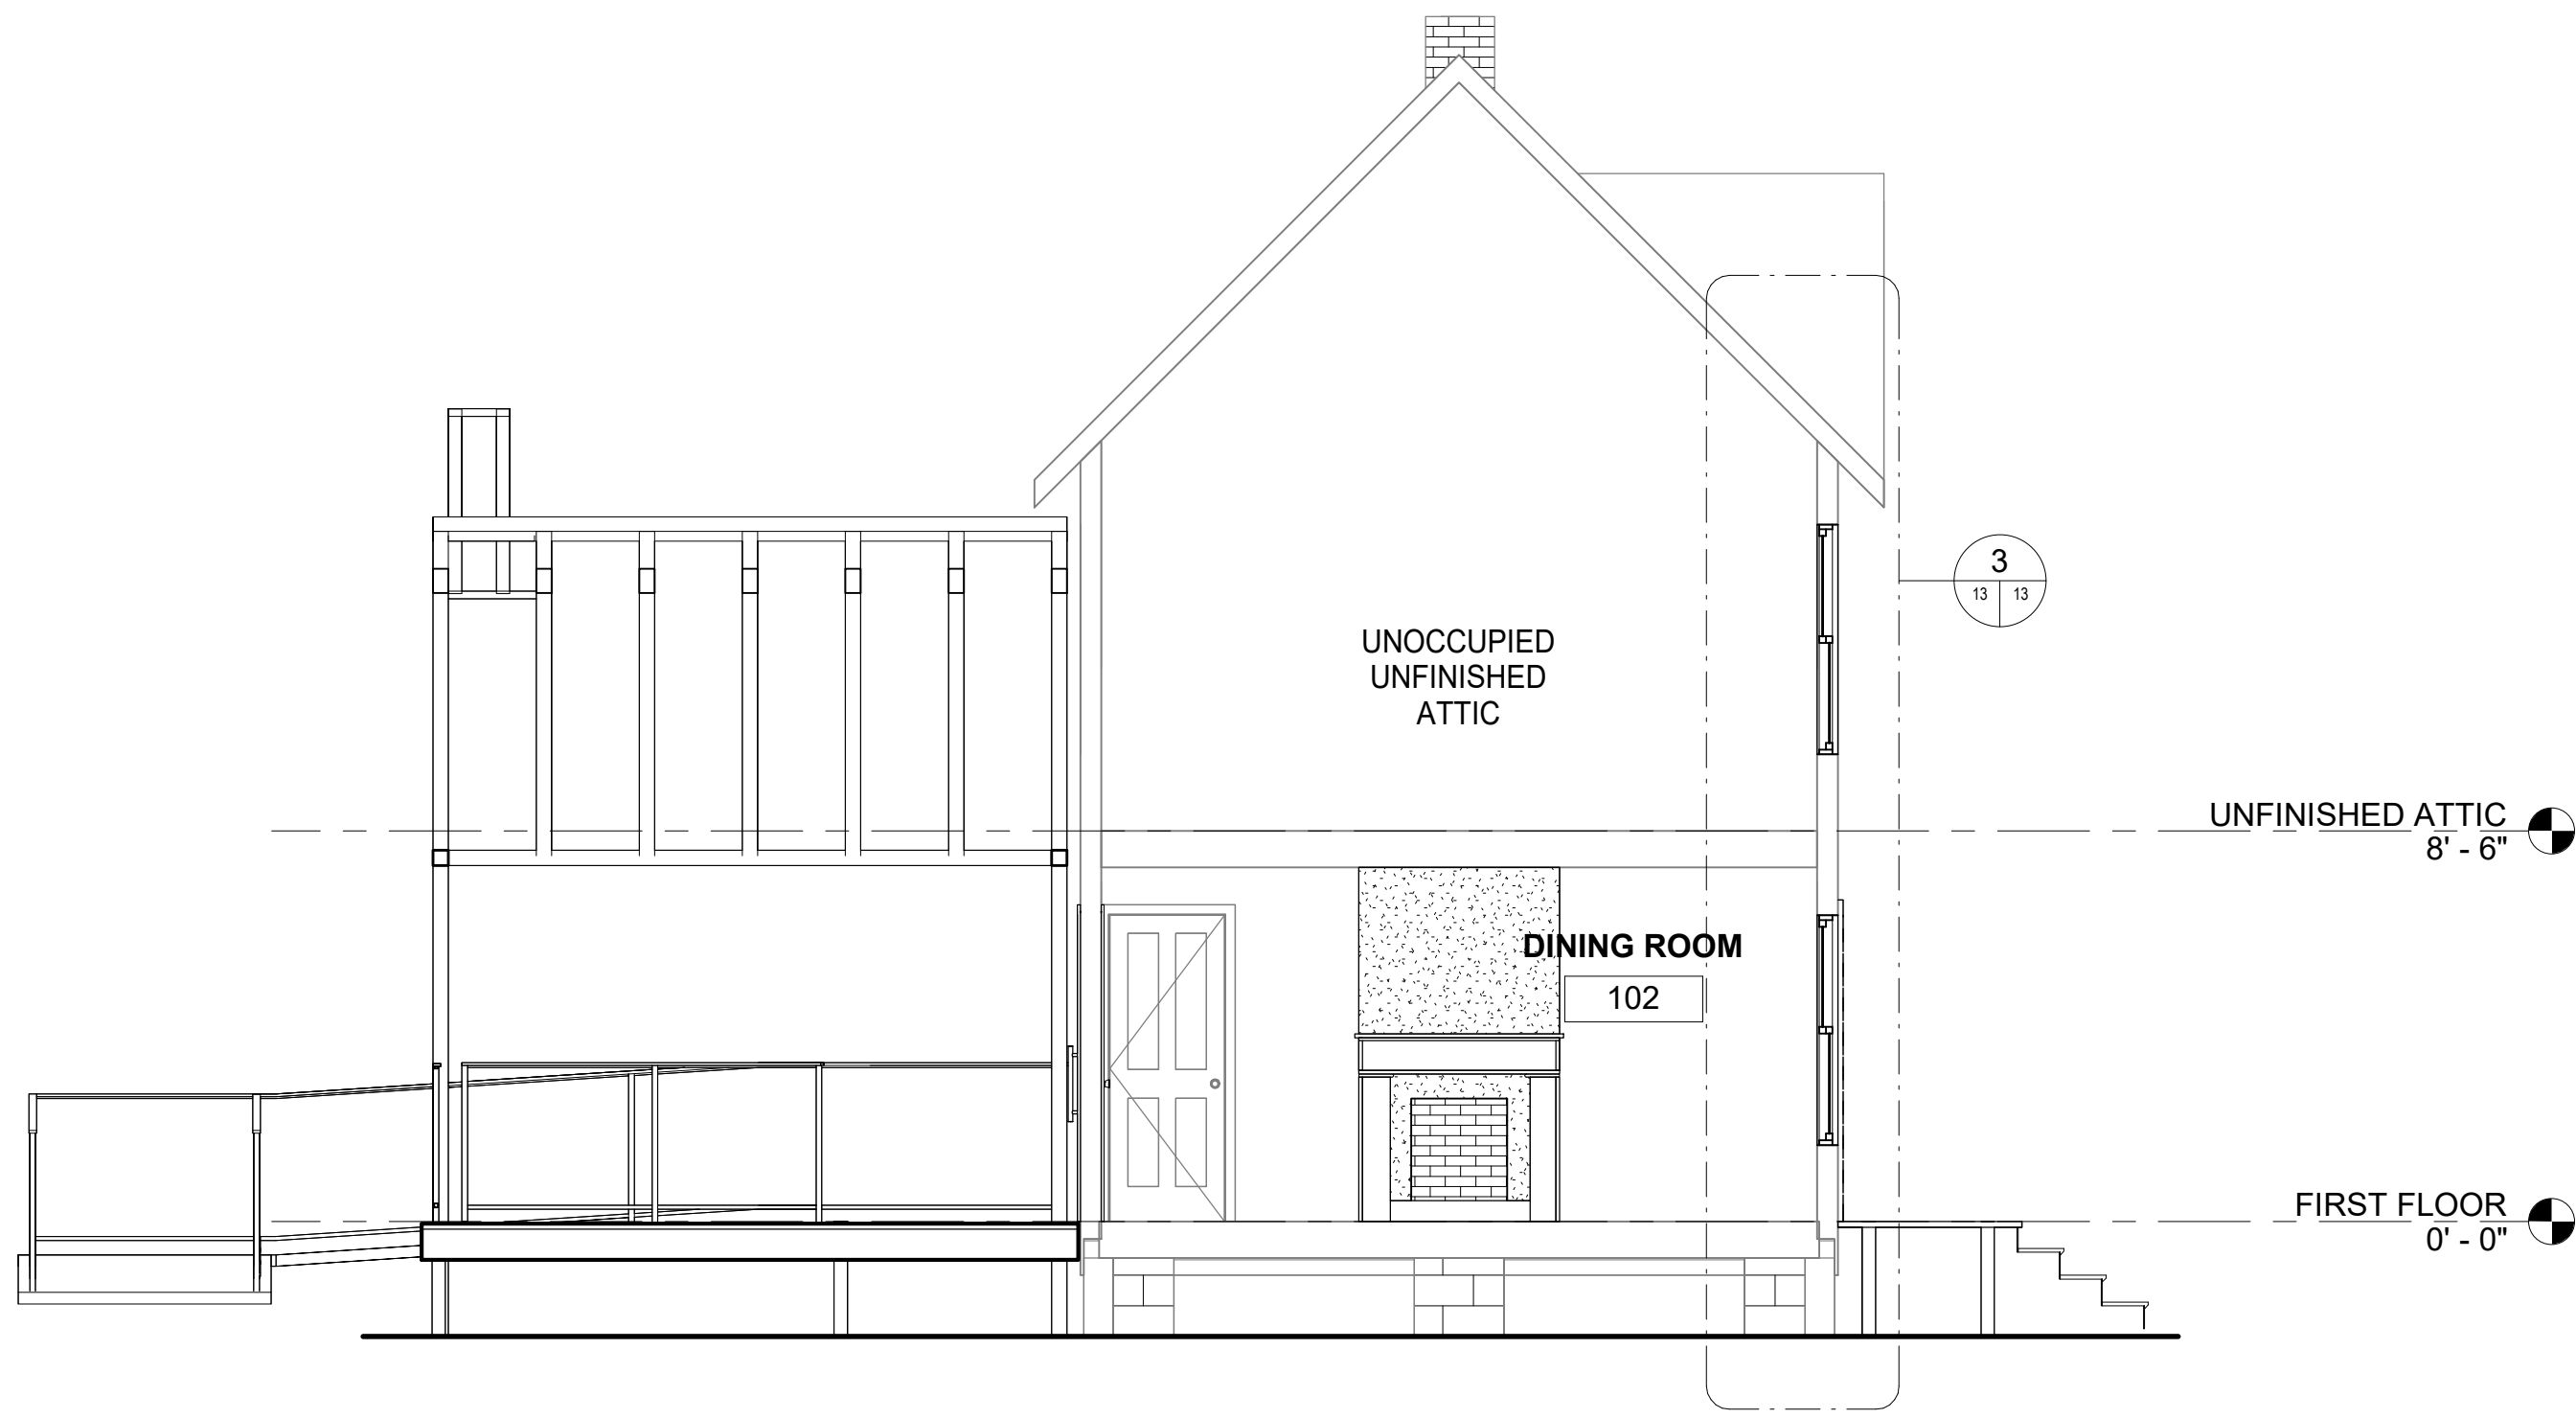 3
13 13
UNOCCUPIED
UNFINISHED
ATTIC
UNFINISHED ATTIC
8' - 6"
DINING ROOM
102
FIRST FLOOR
0' - 0"